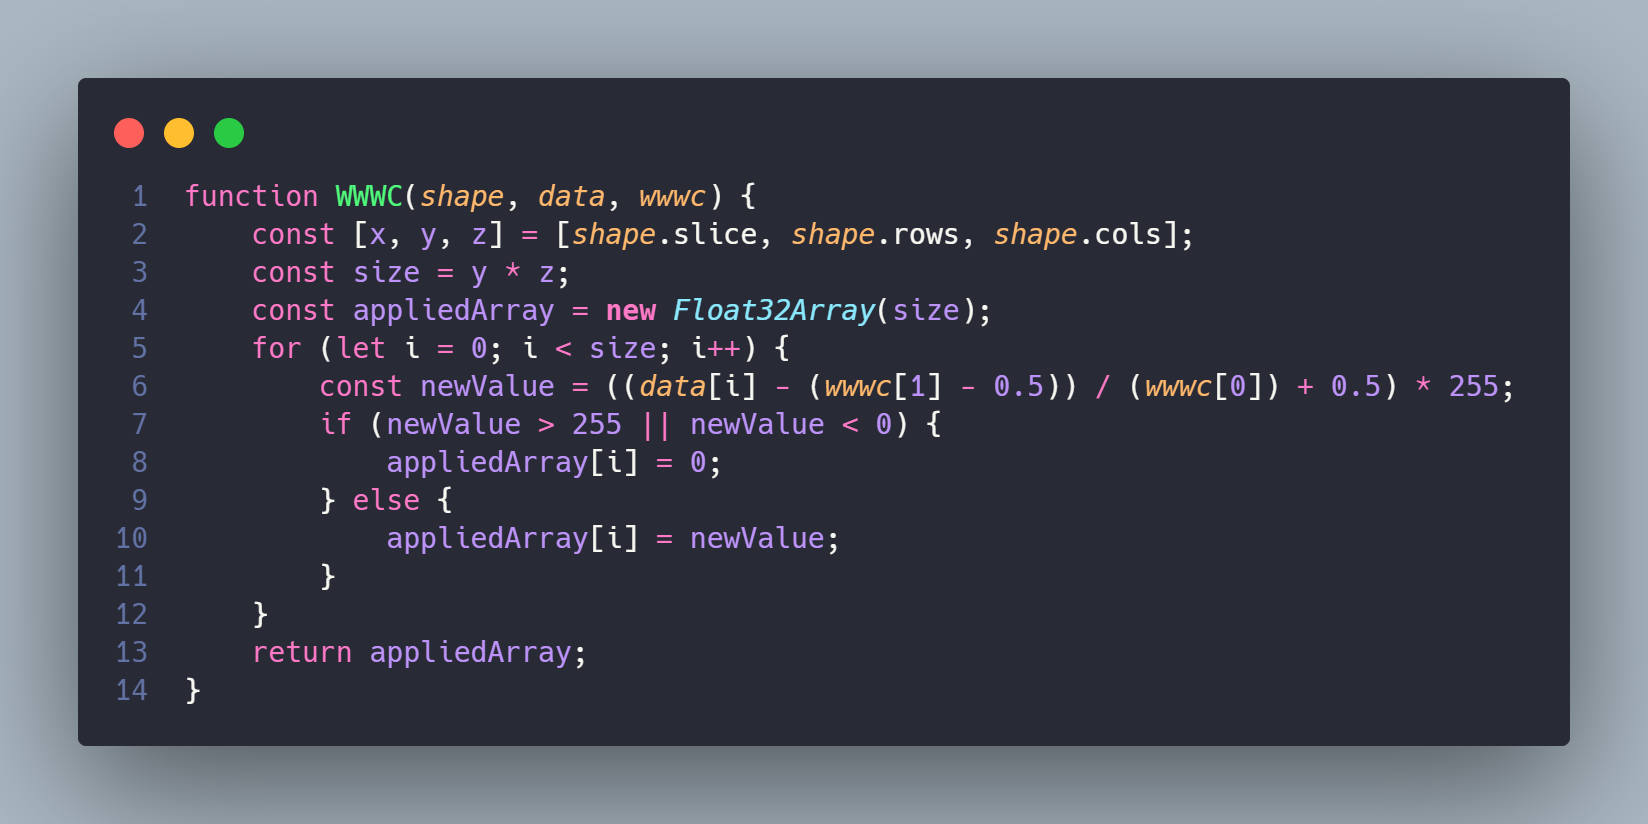 1 function WWWC(shape, data, wwwc) {
2     const [x, y, z] = [shape.slice, shape.rows, shape.cols];
3     const size = y * z;
4     const appliedArray = new Float32Array(size);
5     for (let i = 0; i < size; i++) {
6         const newValue = ((data[i] - (wwwc[1] - 0.5)) / (wwwc[0]) + 0.5) * 255;
7         if (newValue > 255 || newValue < 0) {
8             appliedArray[i] = 0;
9         } else {
10             appliedArray[i] = newValue;
11         }
12     }
13     return appliedArray;
14 }